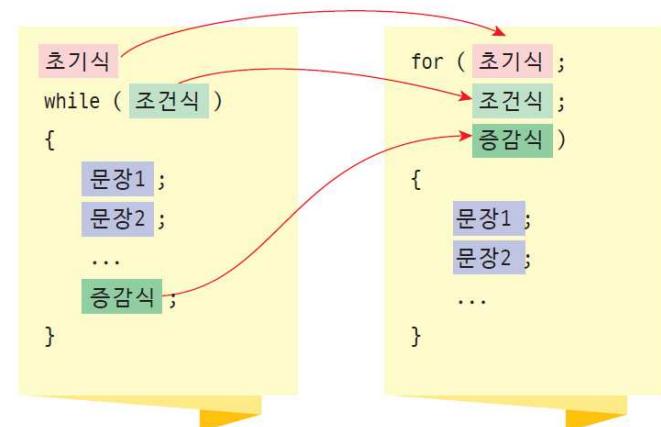 초기식
while ( 조건식 )
{
문장1 ;
문장2 ;
...
증감식 ;
}
for ( 초기식 ;
조건식 ;
증감식 )
{
문장1 ;
문장2 ;
...
}